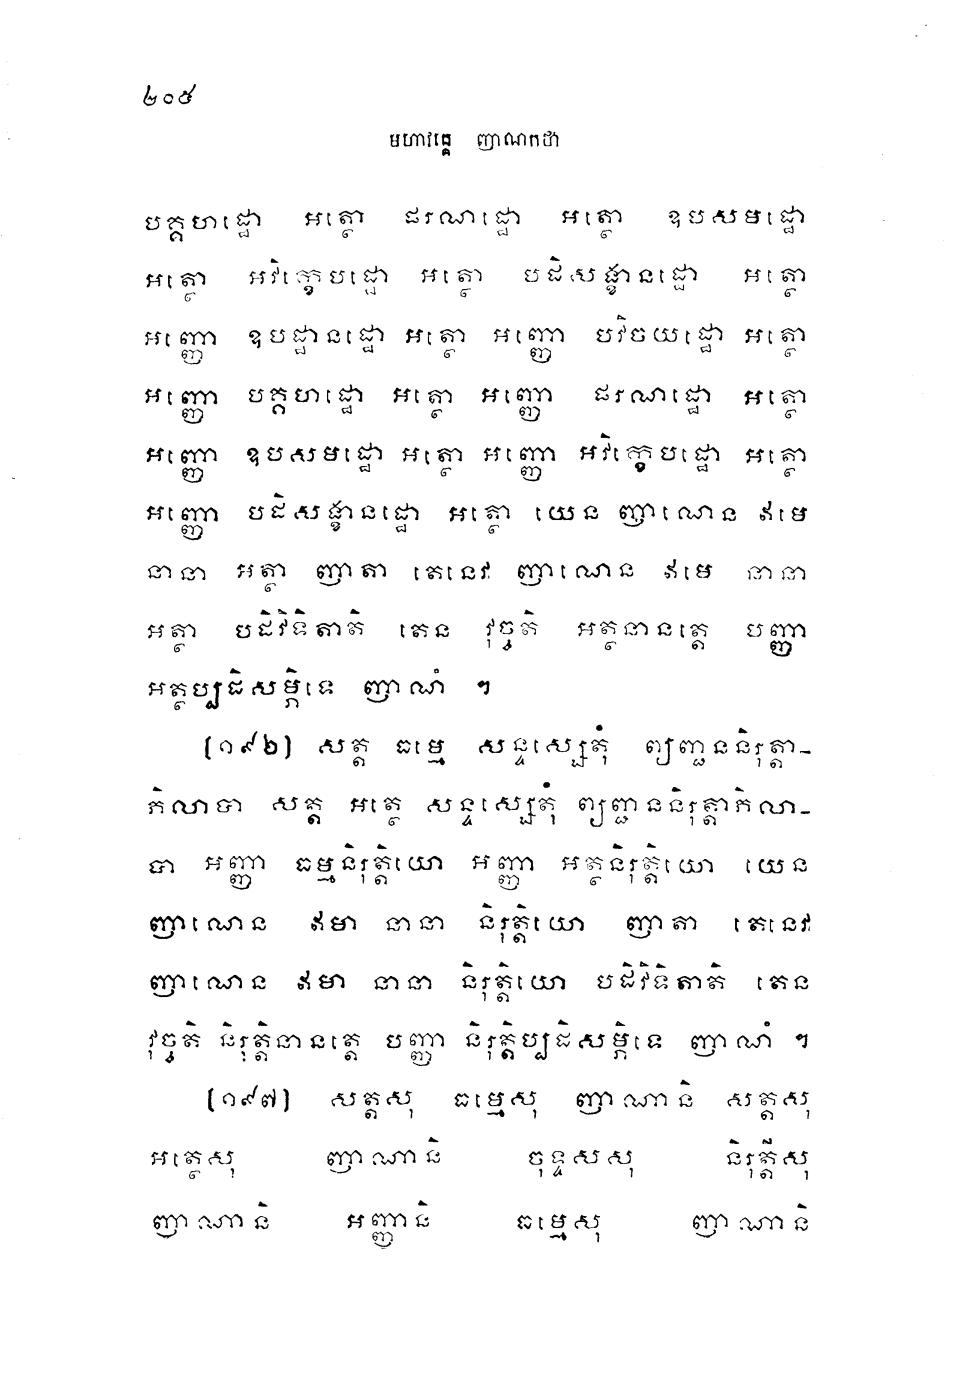 ២០៥
មហាវគ្គេ ញាណកថា
បគ្គហដ្ឋោ អត្ថោ ធរណដ្ឋោ អត្ថោ ឧបសមដ្ឋោ
អត្ថោ អវិក្ខេបដ្ឋោ អត្ថោ បដិសង្ខានដ្ឋោ អត្ថោ
អញ្ញោ ឧបដ្ឋានដ្ឋោ អត្ថោ អញ្ញោ បវិចយដ្ឋោ អត្ថោ
អញ្ញោ បគ្គហដ្ឋោ អត្ថោ អញ្ញោ ធរណដ្ឋោ អត្ថោ
អញ្ញោ ឧបសមដ្ឋោ អត្ថោ អញ្ញោ អវិក្ខេបដ្ឋោ អត្ថោ
អញ្ញោ បដិសង្ខានដ្ឋោ អត្ថោ យេន ញាណេន ឥមេ
នានា អត្ថា ញាតា តេនេវ ញាណេន ឥមេ នានា
អត្ថា បដិវិទិតាតិ តេន វុច្ចតិ អត្ថនានត្តេ បញ្ញា
អត្ថប្បដិសម្ភិទេ ញាណំ ។
[១៩៦] សត្ត ធម្មេ សន្ទស្សេតុំ ព្យញ្ជននិរុត្តា-
ភិលាបា សត្ត អត្ថេ សន្ទស្សេតុំ ព្យញ្ជននិរុត្តាភិលា-
បា អញ្ញា ធម្មនិរុត្តិយោ អញ្ញា អត្ថនិរុត្តិយោ យេន
ញាណេន ឥមា នានា និរុត្តិយោ ញាតា តេនេវ
ញាណេន ឥមា នានា និរុត្តិយោ បដិវិទិតាតិ តេន
វុច្ចតិ និរុត្តិនានត្តេ បញ្ញា និរុត្តិប្បដិសម្ភិទេ ញាណំ ។
[១៩៧] សត្តសុ ធម្មេសុ ញាណានិ សត្តសុ
អត្ថេសុ ញាណានិ ចុទ្ទសសុ និរុត្តីសុ
ញាណានិ អញ្ញានិ ធម្មេសុ ញាណានិ